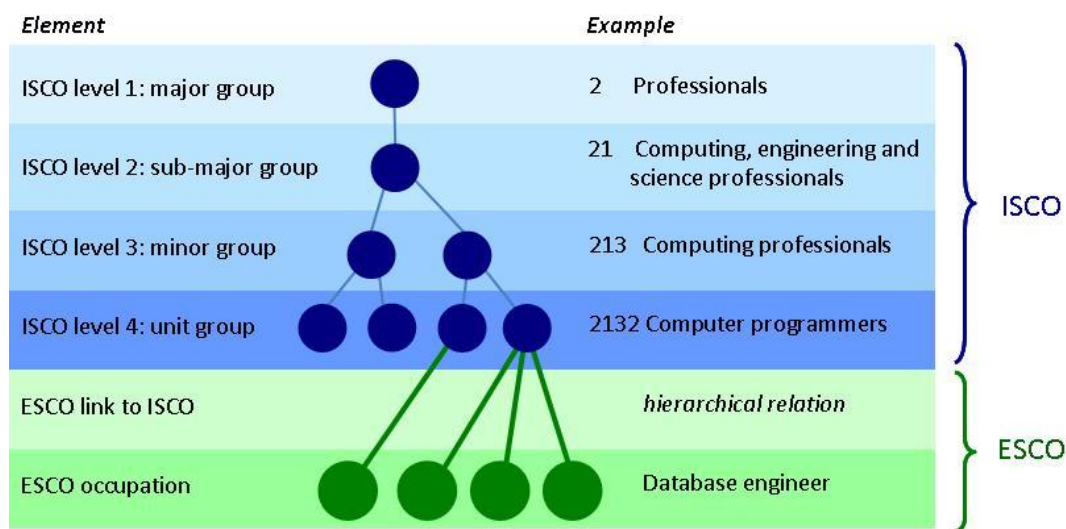 Element Example
ISCO level 1: major group 2 Professionals
ISCO level 2: sub-major group 21 Computing, engineering and
science professionals
ISCO level 3: minor group 213 Computing professionals
ISCO level 4: unit group 2132 Computer programmers
ISCO
ESCO link to ISCO hierarchical relation
ESCO occupation Database engineer
ESCO